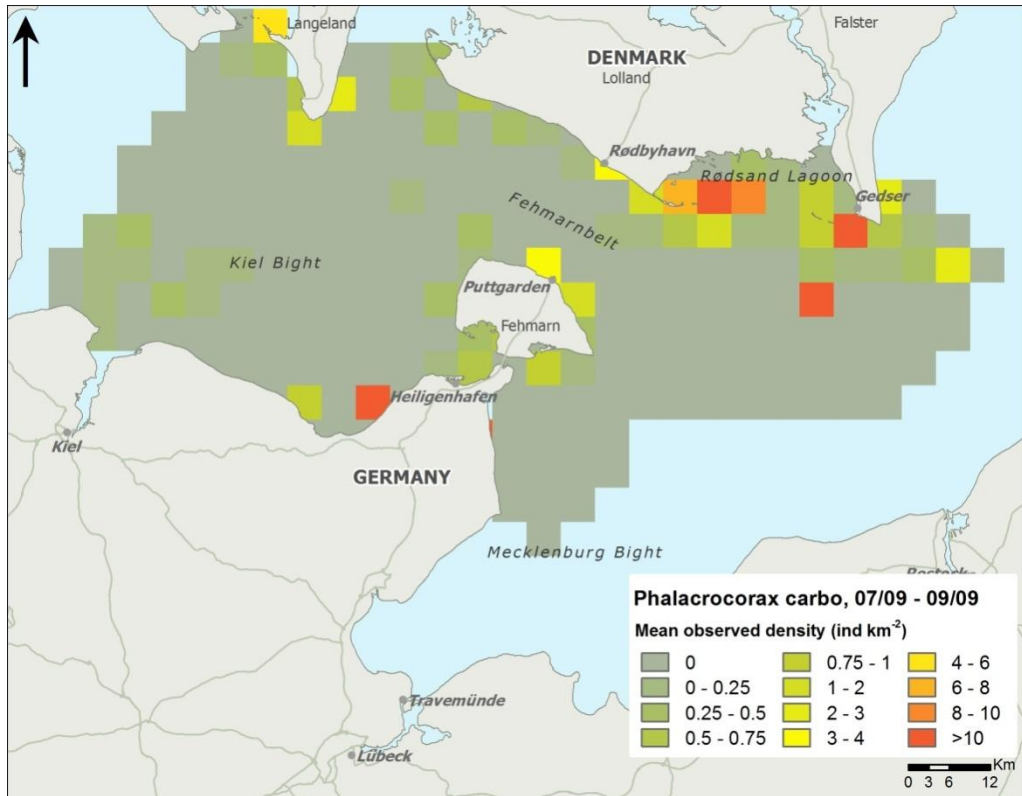 Langeland
Falster
DENMARK
Lolland
Rødbyhavn
Rødsand Lagoon
Gedser
Fehmarnbelt
Kiel Bight
Puttgarden
Fehmarn
Heiligenhafen
Kiel
GERMANY
Mecklenburg Bight
Phalacrocorax carbo, 07/09 - 09/09
Mean observed density (ind km-2)
0
0.75 - 1
4 - 6
0 - 0.25
1 - 2
6 - 8
0.25 - 0.5
2 - 3
8 - 10
0.5 - 0.75
3 - 4
>10
Travemünde
Lübeck
Km
0 3 6 12